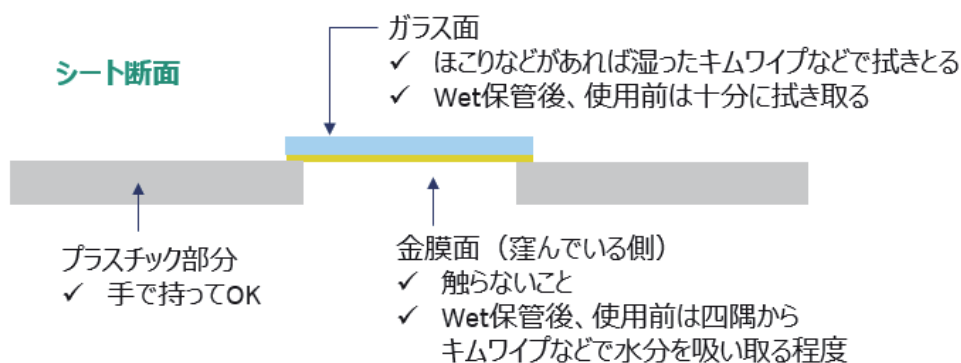 ガラス面
✓ ほこりなどがあれば湿ったキムワイプなどで拭きとる
シート断面
✓ Wet保管後、使用前は十分に拭き取る
プラスチック部分
✓ 手で持ってOK
金膜面（窪んでいる側）
✓ 触らないこと
✓ Wet保管後、使用前は四隅から
キムワイプなどで水分を吸い取る程度